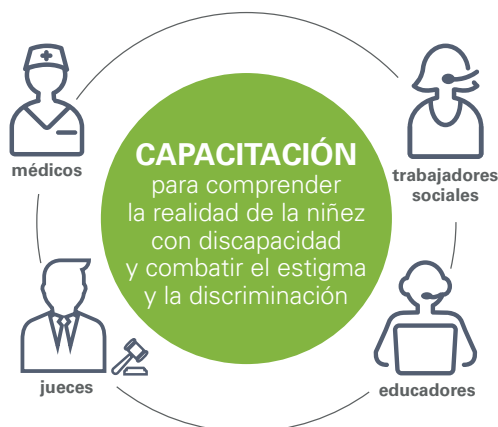 médicos
trabajadores
sociales
CAPACITACIÓN
para comprender
la realidad de la niñez
con discapacidad
y combatir el estigma
y la discriminación
jueces
educadores